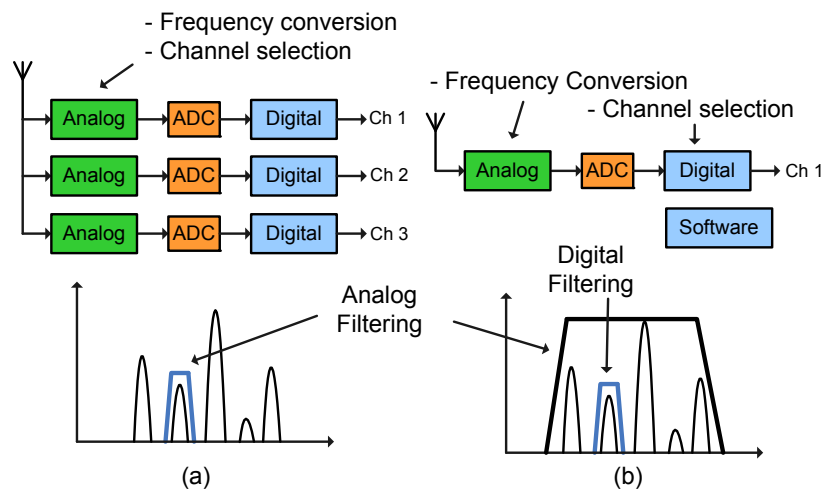 - Frequency conversion
- Channel selection
Analog
ADC
Digital
Ch 1
Analog
ADC
Digital
Ch 2
Analog
ADC
Digital
Ch 3
Analog
Filtering
(a)
- Frequency Conversion
- Channel selection
Analog
ADC
Digital
Ch 1
Software
Digital
Filtering
(b)